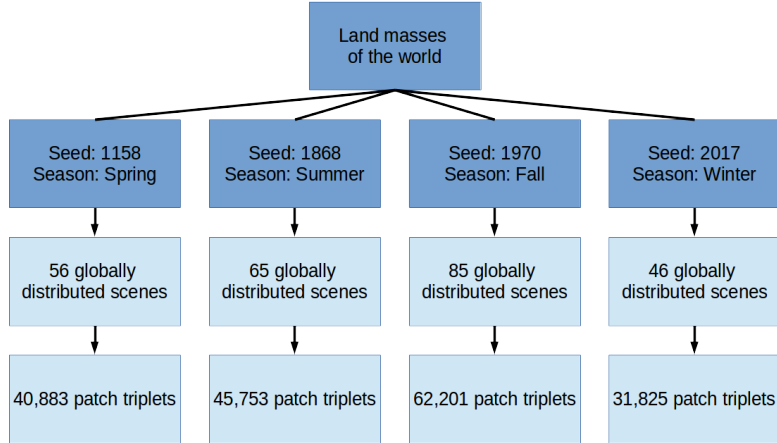 Land masses
of the world
Seed: 1158
Season: Spring
Seed: 1868
Season: Summer
Seed: 1970
Season: Fall
Seed: 2017
Season: Winter
56 globally
distributed scenes
65 globally
distributed scenes
85 globally
distributed scenes
46 globally
distributed scenes
40,883 patch triplets
45,753 patch triplets
62,201 patch triplets
31,825 patch triplets